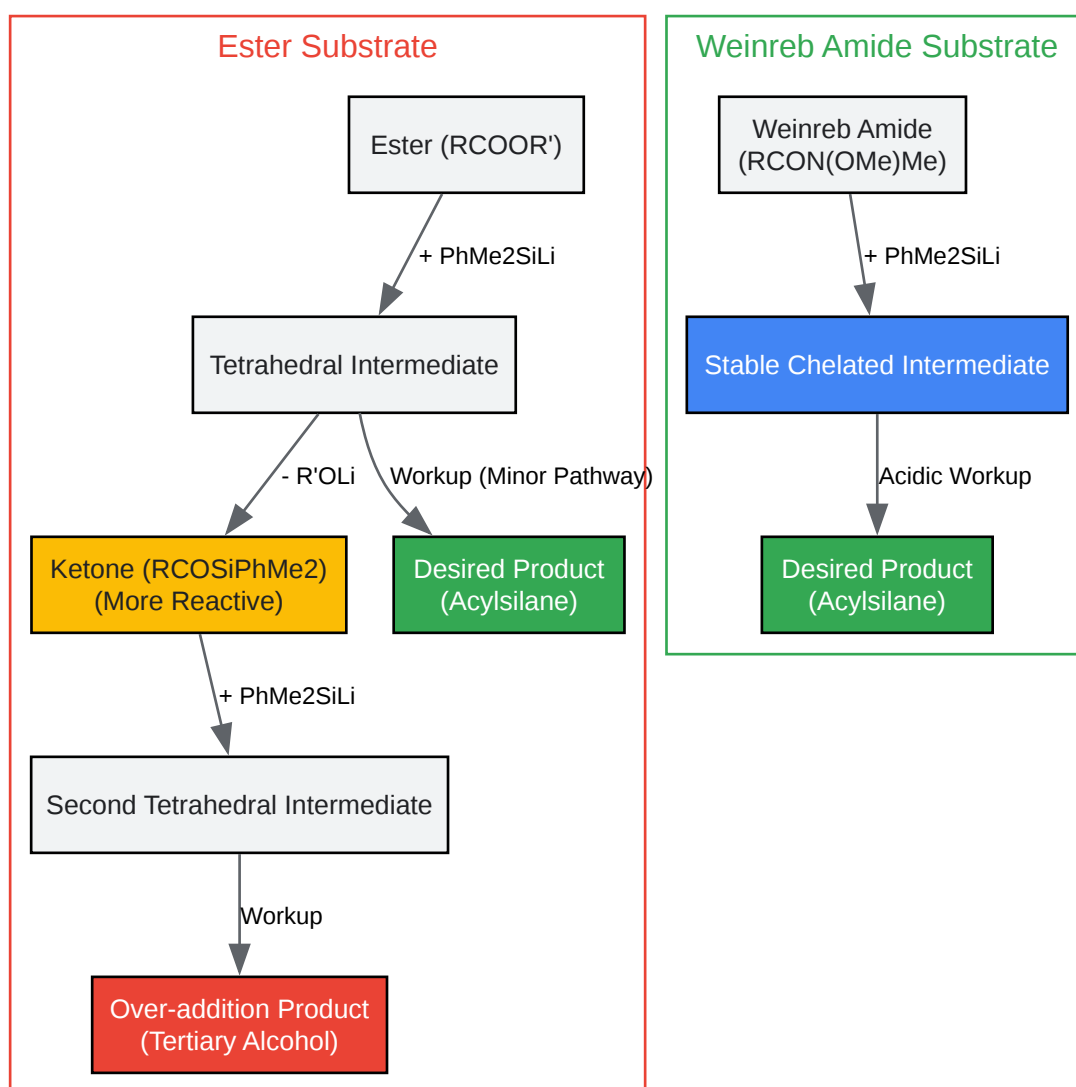 Ester Substrate
Ester (RCOOR')
+ PhMe2SiLi
Tetrahedral Intermediate
- R'OLi
Workup (Minor Pathway)
Ketone (RCOSiPhMe2)
(More Reactive)
Desired Product
(Acylsilane)
+ PhMe2SiLi
Second Tetrahedral Intermediate
Workup
Over-addition Product
(Tertiary Alcohol)
Weinreb Amide Substrate
Weinreb Amide
(RCON(OMe)Me)
+ PhMe2SiLi
Stable Chelated Intermediate
Acidic Workup
Desired Product
(Acylsilane)